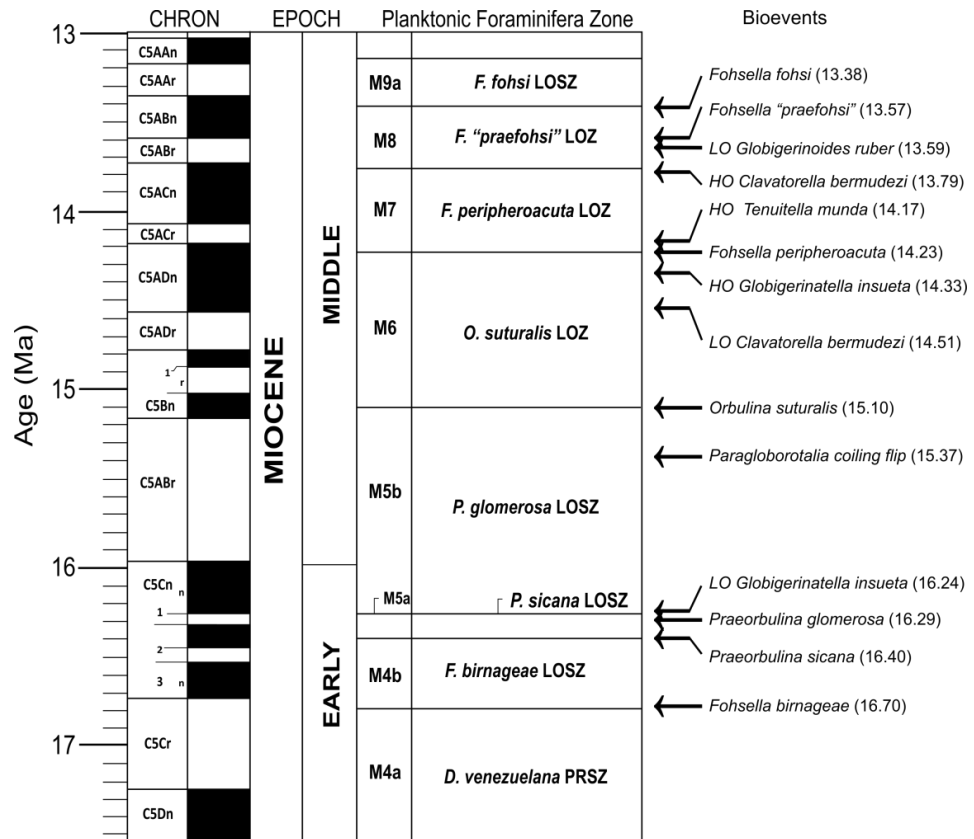 CHRON
EPOCH
Planktonic Foraminifera Zone
Bioevents
Age (Ma)
13
14
15
16
17
C5AAn
C5AAr
C5ABn
C5ABr
C5ACn
C5ACr
C5ADn
C5ADr
1
r
C5Bn
C5ABr
C5Cn
n
1
2
3
n
C5Cr
C5Dn
MIOCENE
MIDDLE
EARLY
M9a
F. fohsi LOSZ
M8
F. “praefohsi” LOZ
M7
F. peripheroacuta LOZ
M6
O. suturalis LOZ
M5b
P. glomerosa LOSZ
M5a
P. sicana LOSZ
M4b
F. birnageae LOSZ
M4a
D. venezuelana PRSZ
Fohsella fohsi (13.38)
Fohsella “praefohsi” (13.57)
LO Globigerinoides ruber (13.59)
HO Clavatorella bermudezi (13.79)
HO Tenuitella munda (14.17)
Fohsella peripheroacuta (14.23)
HO Globigerinatella insueta (14.33)
LO Clavatorella bermudezi (14.51)
Orbulina suturalis (15.10)
Paragloborotalia coiling flip (15.37)
LO Globigerinatella insueta (16.24)
Praeorbulina glomerosa (16.29)
Praeorbulina sicana (16.40)
Fohsella birnageae (16.70)